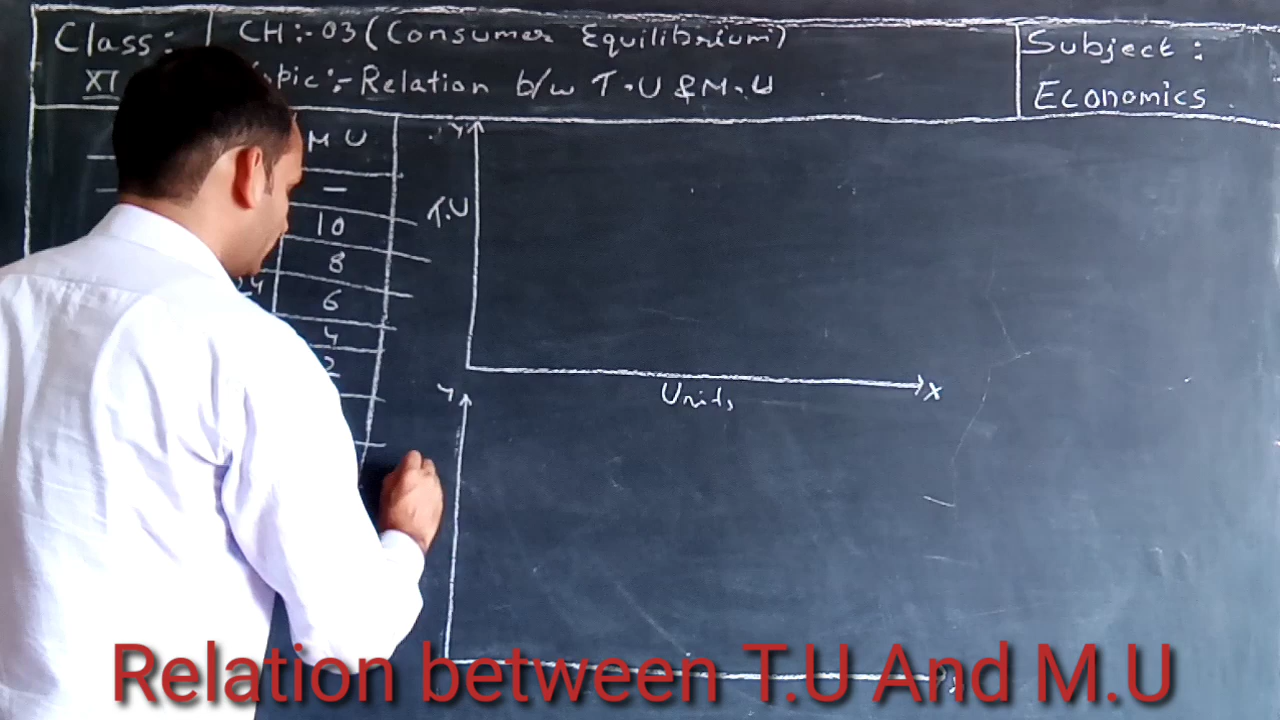 Class: CH:-03 (Consumer Equilibrium)
XI Topic:- Relation b/w T.U & M.U
Subject:
Economics
M U
—
10
8
24 6
4
2
Y
T.U
Units X
Y
Relation between T.U And M.U